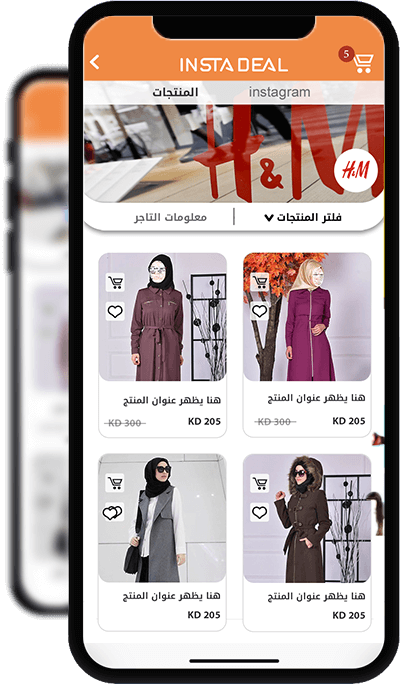 5
INSTA DEAL
المنتجات
instagram
H&M
H&M
فلتر المنتجات
معلومات التاجر
هنا يظهر عنوان المنتج
KD 205
KD 300
هنا يظهر عنوان المنتج
KD 205
KD 300
هنا يظهر عنوان المنتج
KD 205
هنا يظهر عنوان المنتج
KD 205